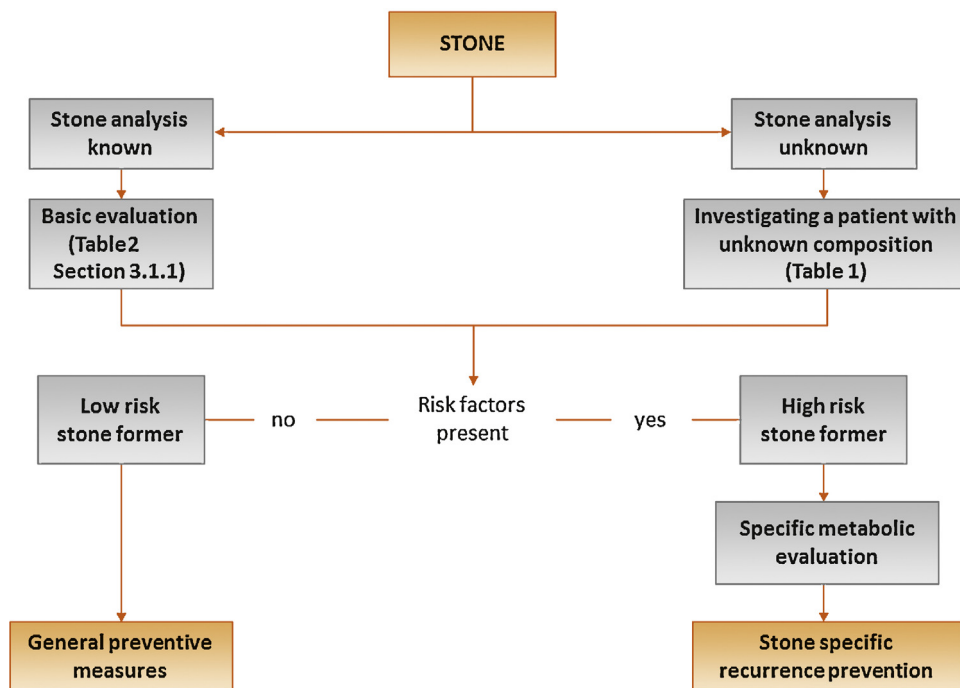 STONE
Stone analysis
known
Stone analysis
unknown
Basic evaluation
(Table2
Section 3.1.1)
Investigating a patient with
unknown composition
(Table 1)
Low risk
stone former
no
Risk factors
present
yes
High risk
stone former
Specific metabolic
evaluation
General preventive
measures
Stone specific
recurrence prevention